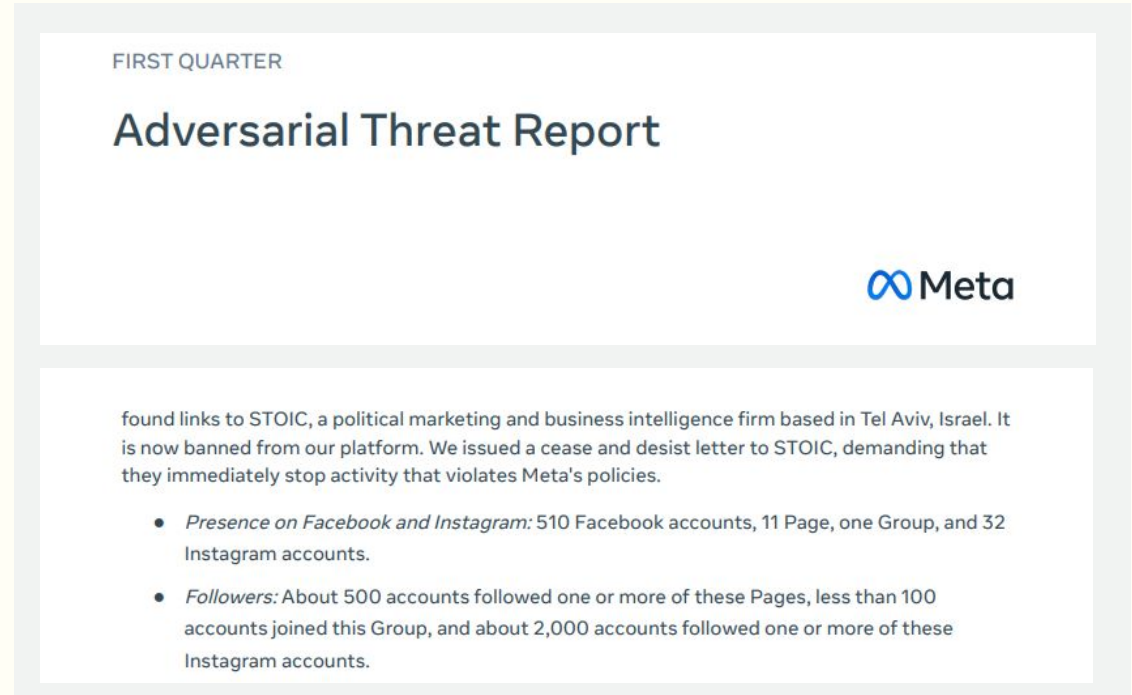 FIRST QUARTER
Adversarial Threat Report
Meta
found links to STOIC, a political marketing and business intelligence firm based in Tel Aviv, Israel. It
is now banned from our platform. We issued a cease and desist letter to STOIC, demanding that
they immediately stop activity that violates Meta's policies.
● Presence on Facebook and Instagram: 510 Facebook accounts, 11 Page, one Group, and 32
Instagram accounts.
● Followers: About 500 accounts followed one or more of these Pages, less than 100
accounts joined this Group, and about 2,000 accounts followed one or more of these
Instagram accounts.